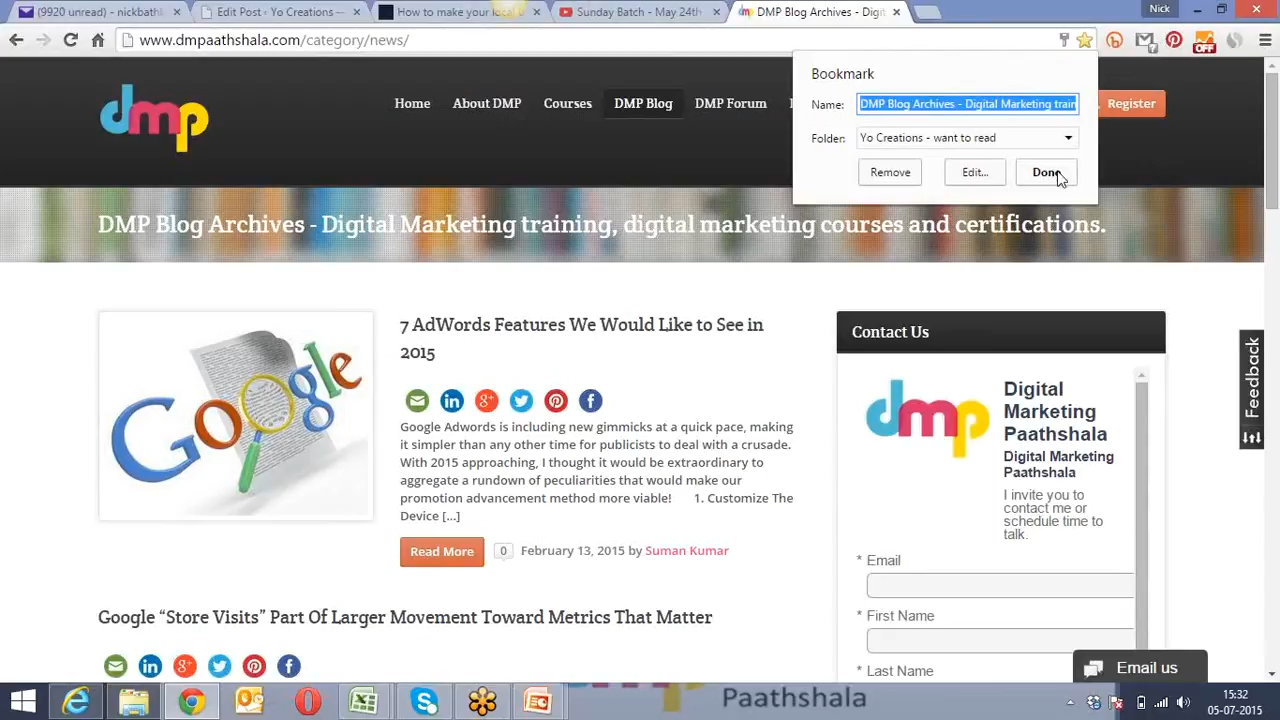 (9920 unread) - nickbath
Edit Post ‹ Yo Creations —
How to make your local
Sunday Batch - May 24th
DMP Blog Archives - Digit
Nick
www.dmpaathshala.com/category/news/
OFF
Bookmark
Name: DMP Blog Archives - Digital Marketing train
Folder: Yo Creations - want to read
Remove Edit... Done
dmp
Home About DMP Courses DMP Blog DMP Forum Register
DMP Blog Archives - Digital Marketing training, digital marketing courses and certifications.
Google
7 AdWords Features We Would Like to See in
2015
Google Adwords is including new gimmicks at a quick pace, making
it simpler than any other time for publicists to deal with a crusade.
With 2015 approaching, I thought it would be extraordinary to
aggregate a rundown of peculiarities that would make our
promotion advancement method more viable! 1. Customize The
Device [...]
Read More 0 February 13, 2015 by Suman Kumar
Google “Store Visits” Part Of Larger Movement Toward Metrics That Matter
Contact Us
dmp
Digital
Marketing
Paathshala
Digital Marketing
Paathshala
I invite you to
contact me or
schedule time to
talk.
* Email
* First Name
* Last Name
Feedback
Email us
Paathshala
15:32
05-07-2015